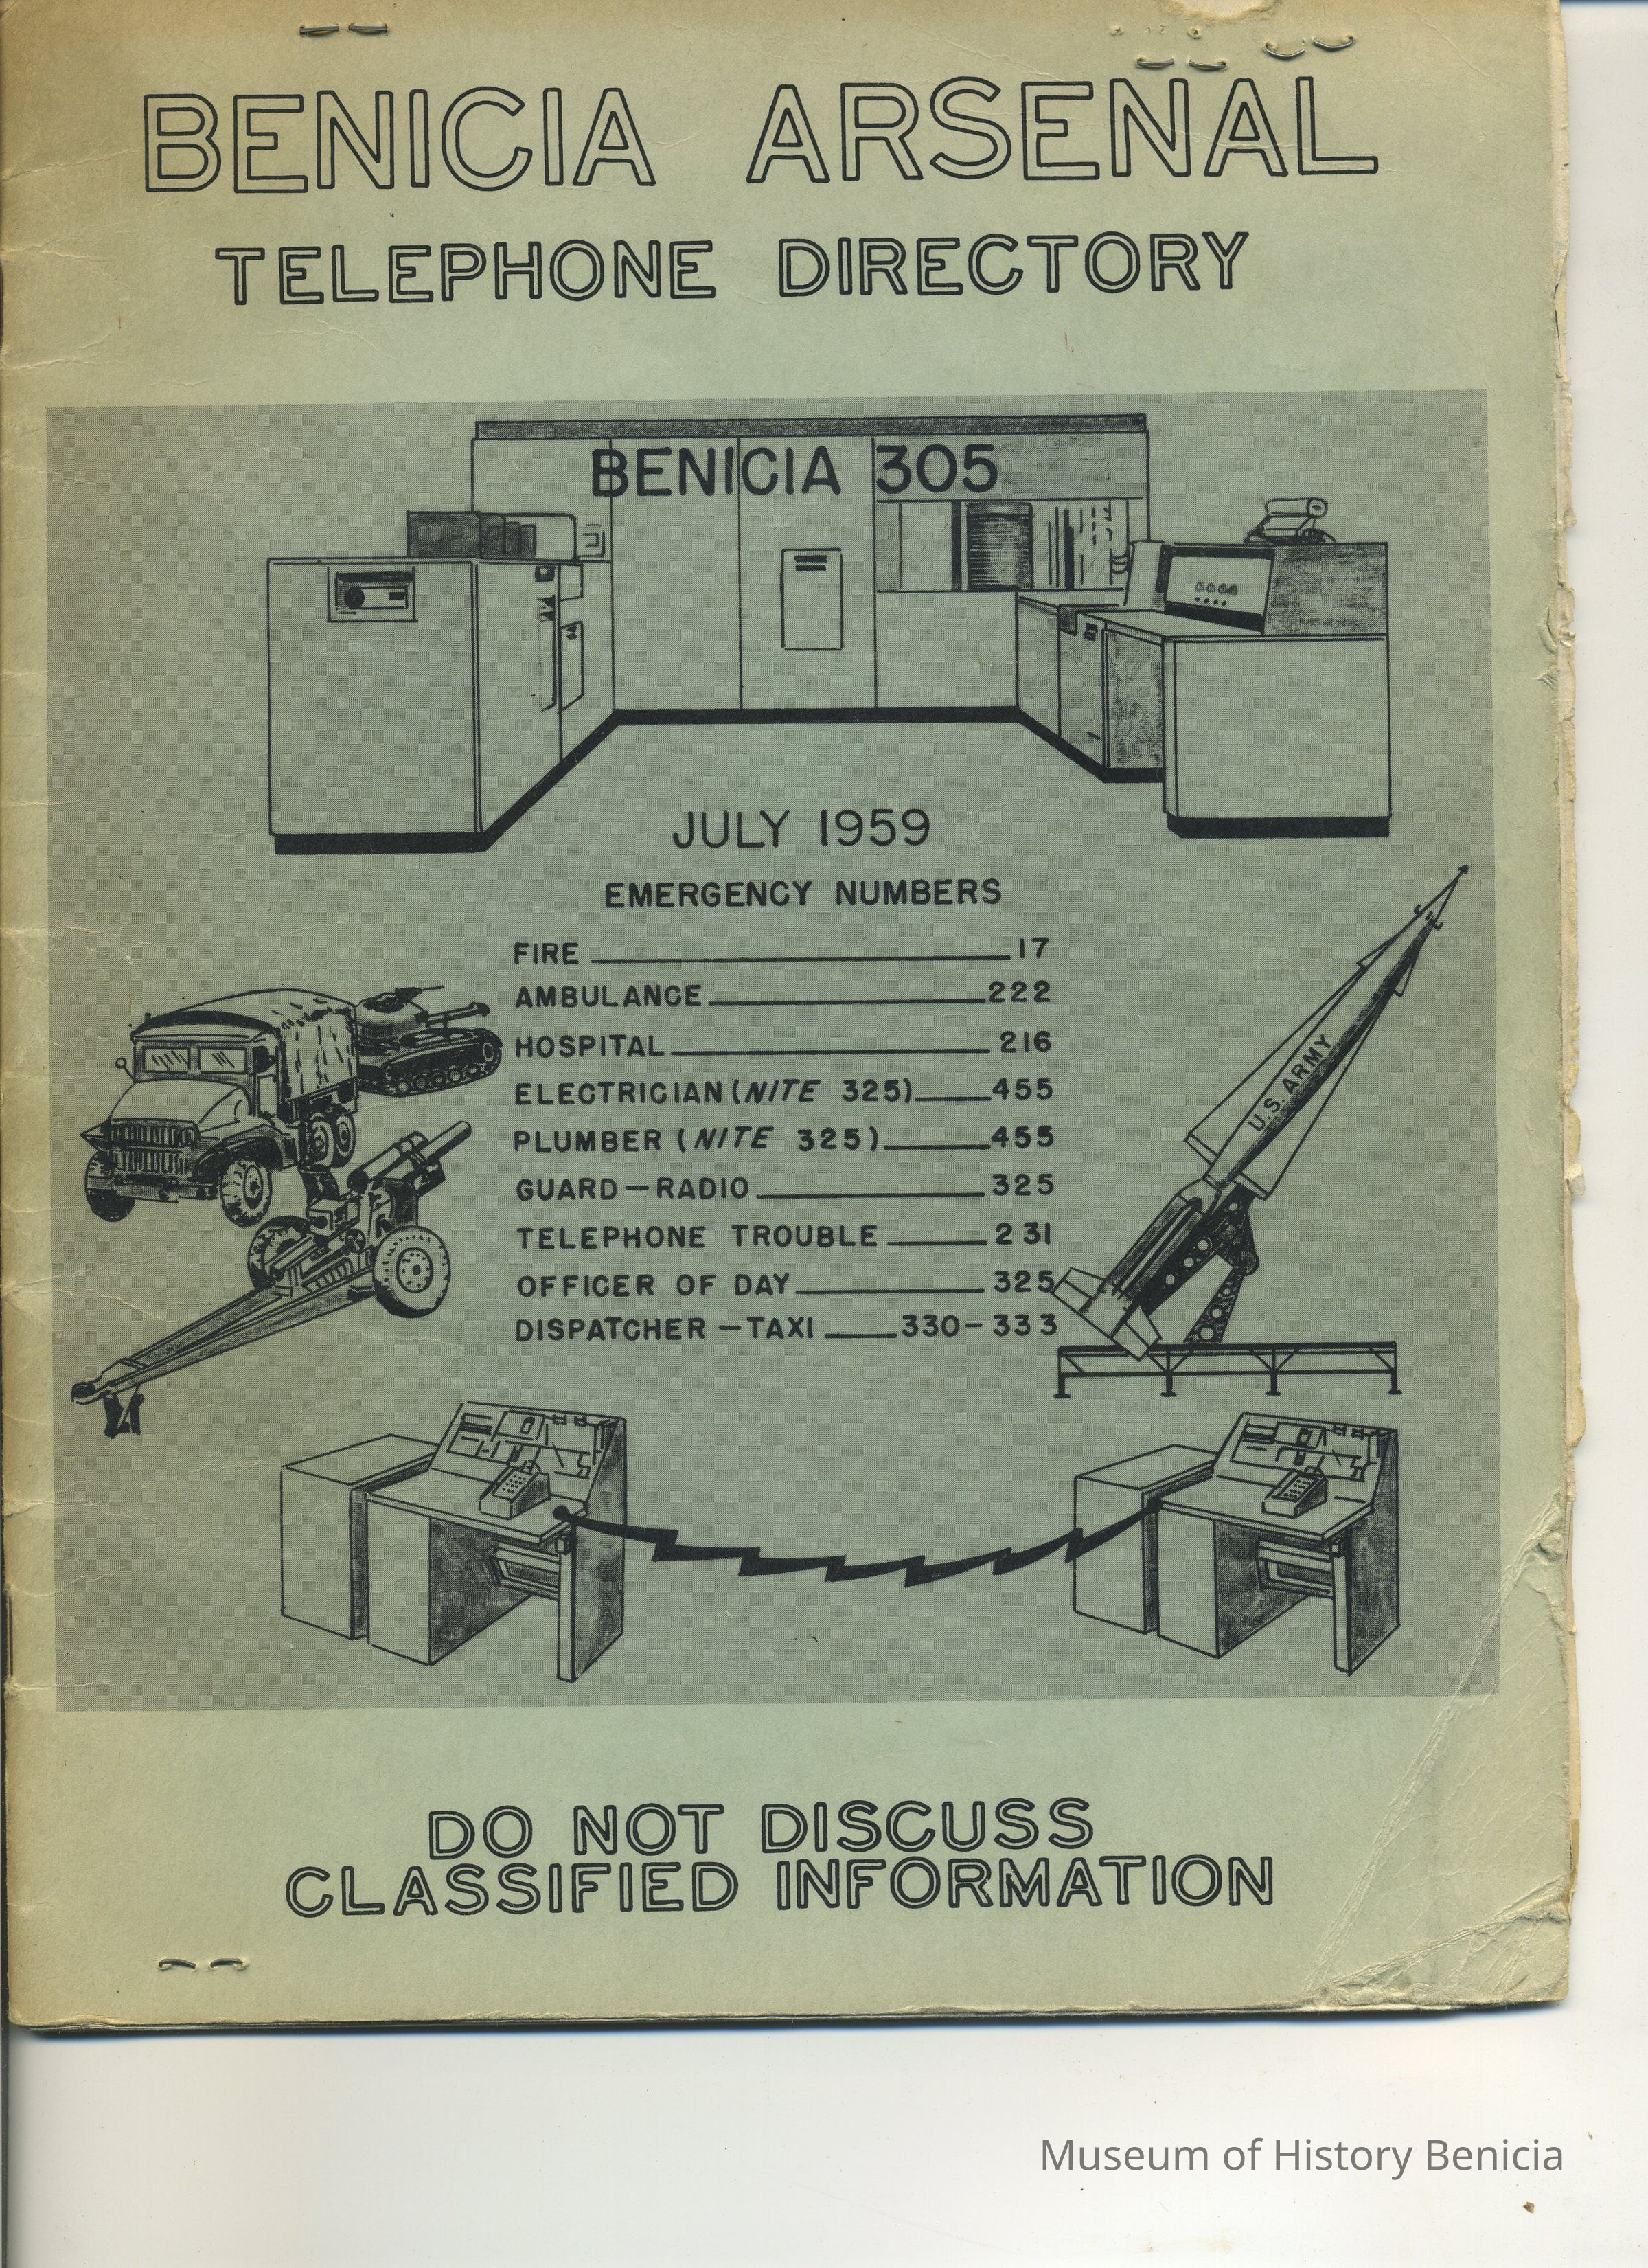 BENICIA ARSENAL
TELEPHONE DIRECTORY
BENICIA 305
JULY 1959
EMERGENCY NUMBERS
FIRE 17
AMBULANCE 222
HOSPITAL 216
ELECTRICIAN (NITE 325) 455
PLUMBER (NITE 325) 455
GUARD-RADIO 325
TELEPHONE TROUBLE 231
OFFICER OF DAY 325
DISPATCHER-TAXI 330-333
U.S. ARMY
DO NOT DISCUSS
CLASSIFIED INFORMATION
Museum of History Benicia